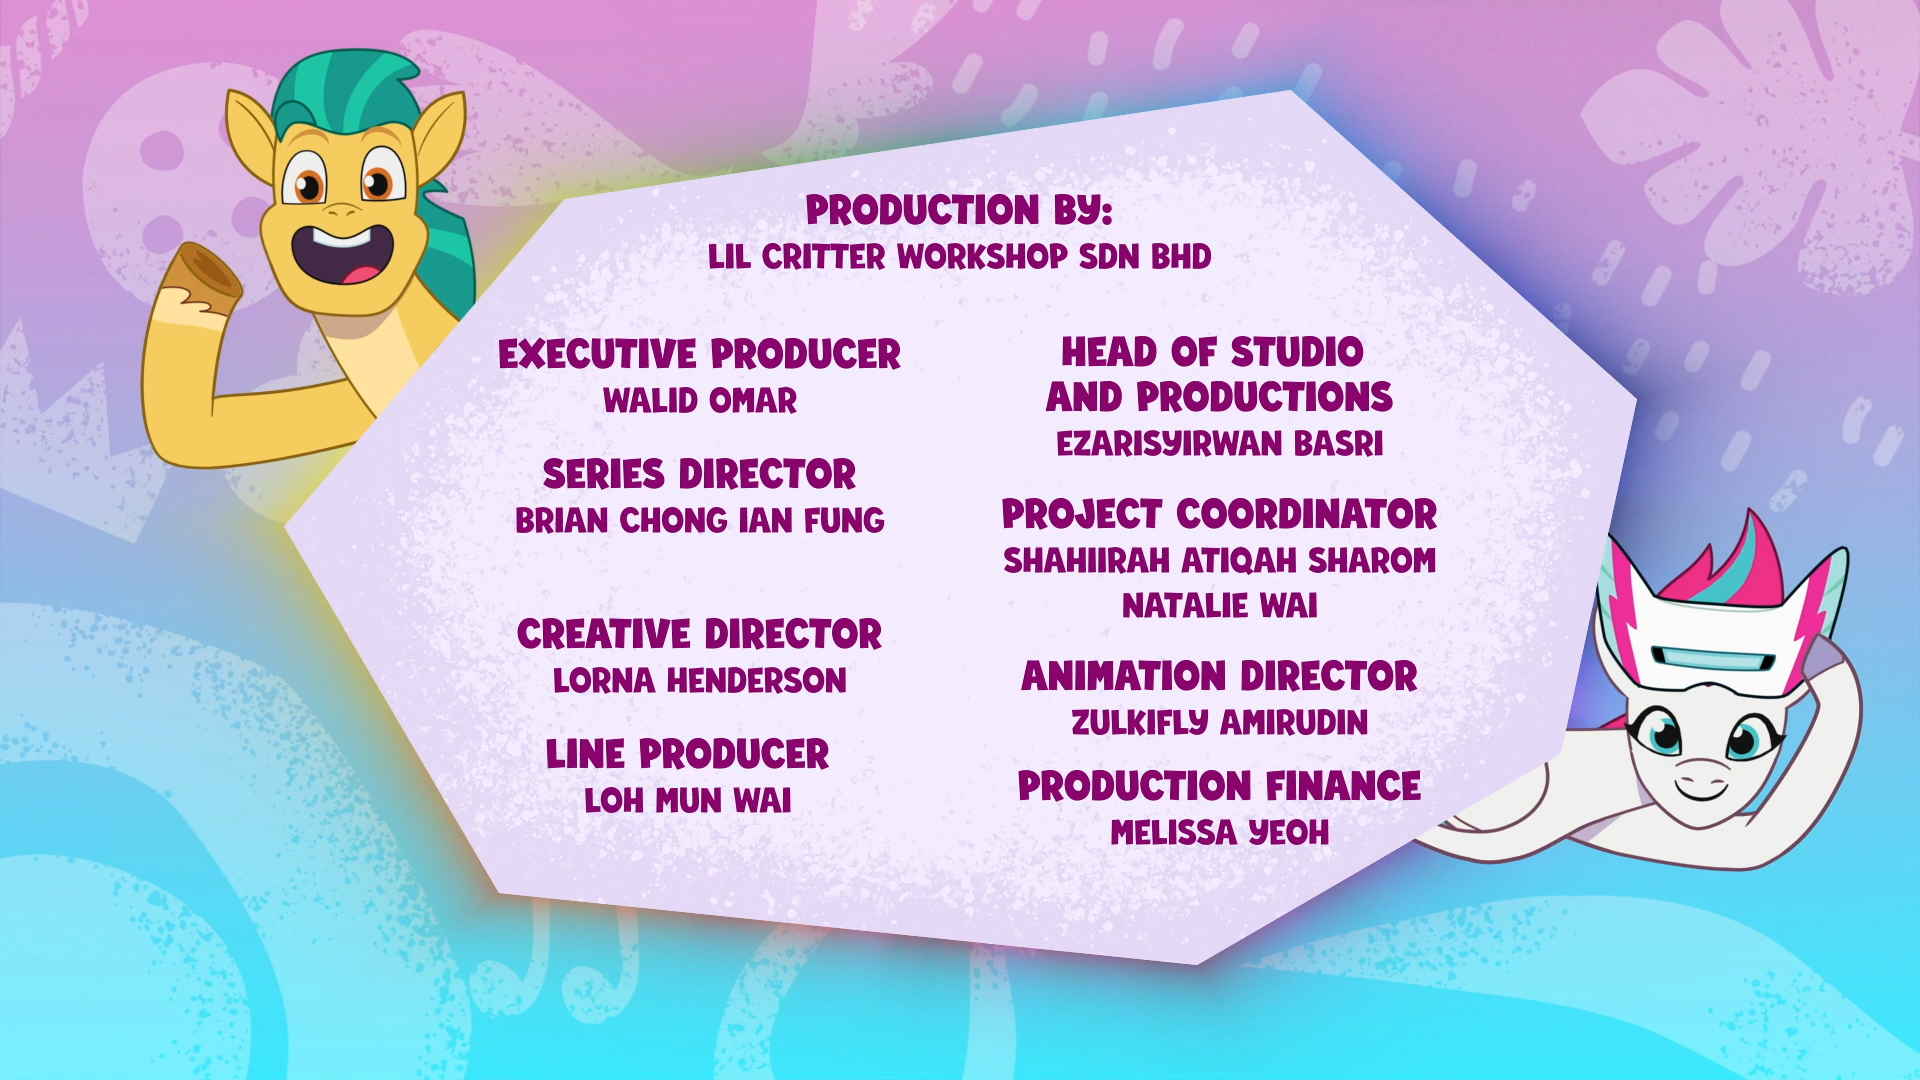 PRODUCTION BY:
LIL CRITTER WORKSHOP SDN BHD
EXECUTIVE PRODUCER
WALID OMAR
SERIES DIRECTOR
BRIAN CHONG IAN FUNG
CREATIVE DIRECTOR
LORNA HENDERSON
LINE PRODUCER
LOH MUN WAI
HEAD OF STUDIO
AND PRODUCTIONS
EZARISYIRWAN BASRI
PROJECT COORDINATOR
SHAHIIRAH ATIQAH SHAROM
NATALIE WAI
ANIMATION DIRECTOR
ZULKIFLY AMIRUDIN
PRODUCTION FINANCE
MELISSA YEOH